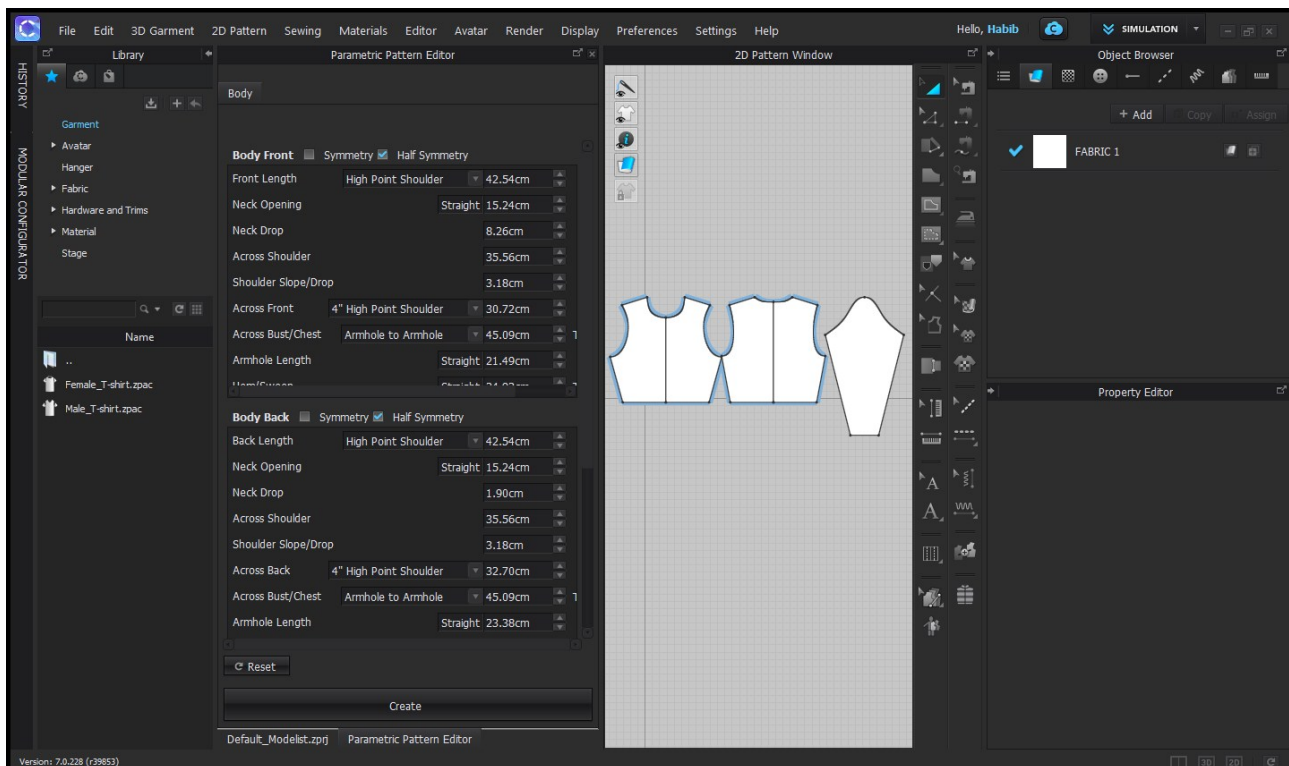 File Edit 3D Garment 2D Pattern Sewing Materials Editor Avatar Render Display Preferences Settings Help Hello, Habib SIMULATION
Library Parametric Pattern Editor 2D Pattern Window Object Browser
HISTORY
MODULAR CONFIGURATOR
Garment
Avatar
Hanger
Fabric
Hardware and Trims
Material
Stage
Name
..
Female_T-shirt.zpac
Male_T-shirt.zpac
Body
Body Front Symmetry Half Symmetry
Front Length High Point Shoulder 42.54cm
Neck Opening Straight 15.24cm
Neck Drop 8.26cm
Across Shoulder 35.56cm
Shoulder Slope/Drop 3.18cm
Across Front 4" High Point Shoulder 30.72cm
Across Bust/Chest Armhole to Armhole 45.09cm
Armhole Length Straight 21.49cm
Body Back Symmetry Half Symmetry
Back Length High Point Shoulder 42.54cm
Neck Opening Straight 15.24cm
Neck Drop 1.90cm
Across Shoulder 35.56cm
Shoulder Slope/Drop 3.18cm
Across Back 4" High Point Shoulder 32.70cm
Across Bust/Chest Armhole to Armhole 45.09cm
Armhole Length Straight 23.38cm
Reset
Create
Default_Modelist.zprj Parametric Pattern Editor
+ Add Copy Assign
FABRIC 1
Property Editor
Version: 7.0.228 (r39853)
3D 2D